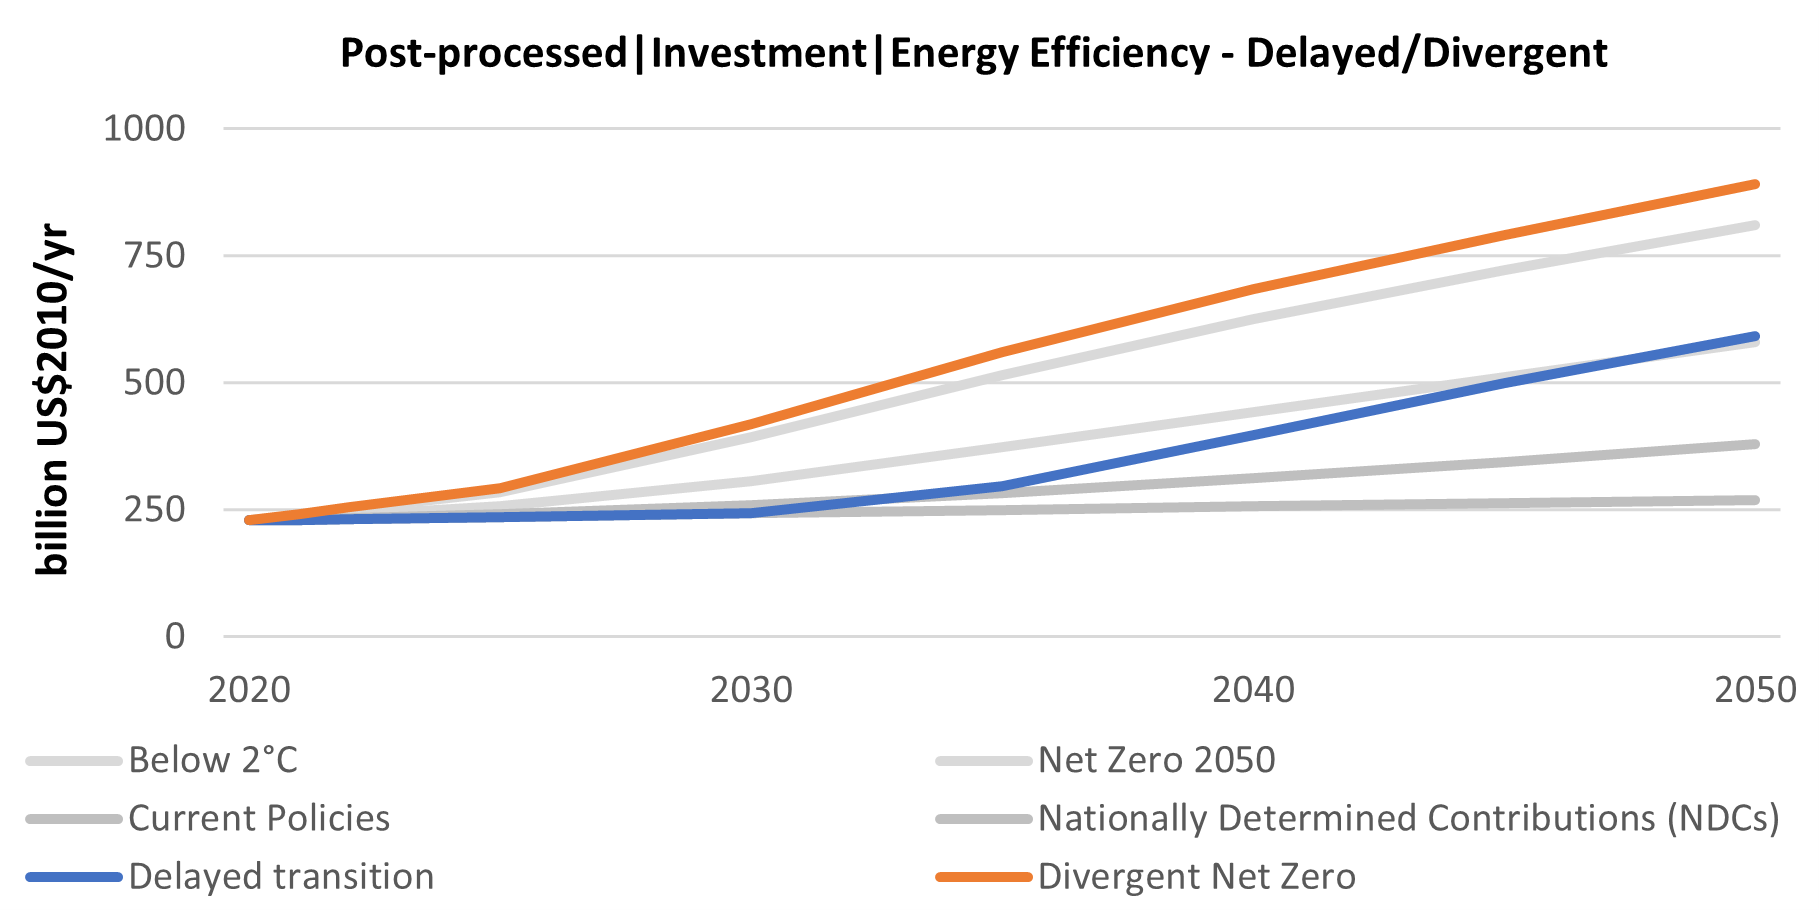 Post-processed|Investment|Energy Efficiency - Delayed/Divergent
billion US$2010/yr
1000
750
500
250
0
2020 2030 2040 2050
Below 2°C Net Zero 2050
Current Policies Nationally Determined Contributions (NDCs)
Delayed transition Divergent Net Zero